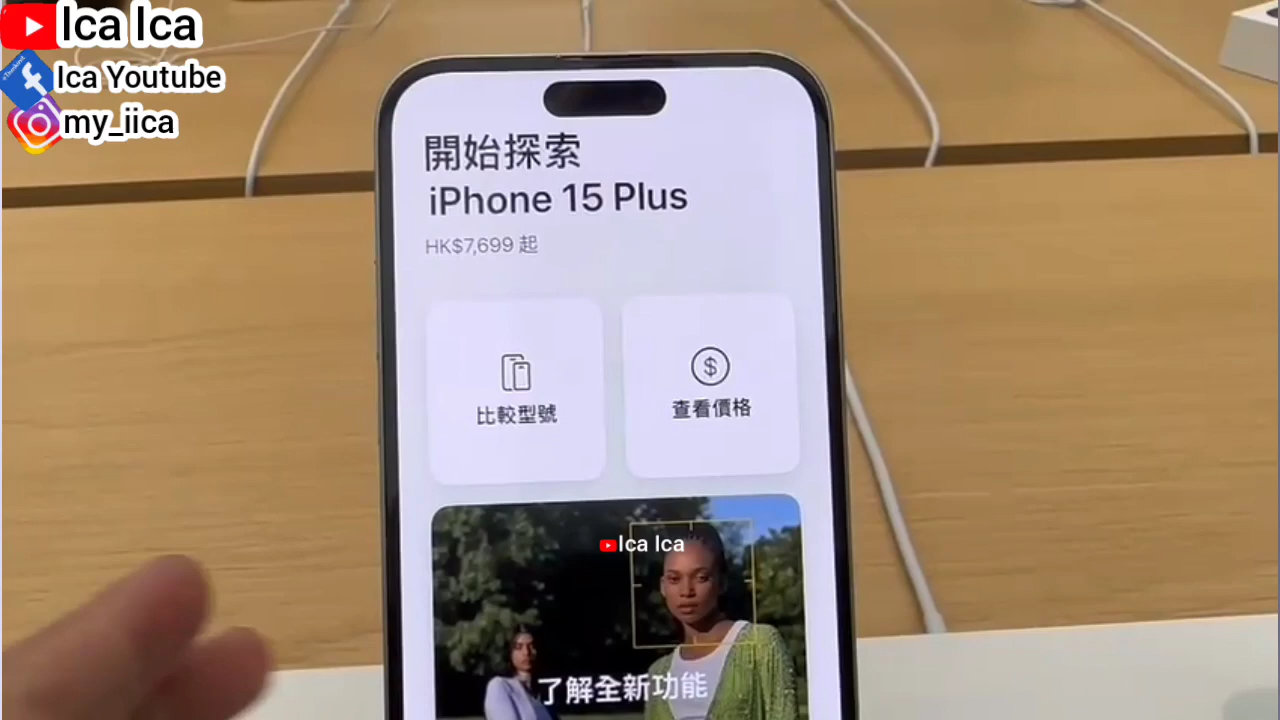 Ica Ica
Ica Youtube
my_iica
開始探索
iPhone 15 Plus
HK$7,699 起
比較型號
查看價格
Ica Ica
了解全新功能